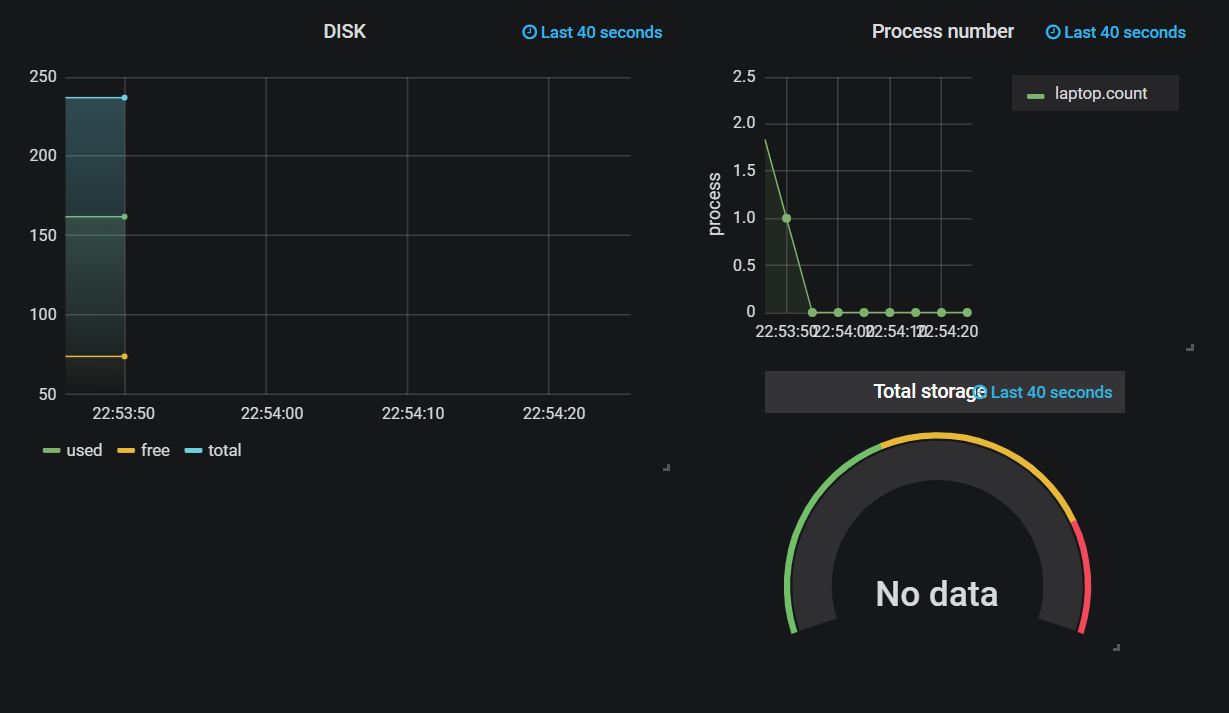 DISK
Last 40 seconds
250
200
150
100
50
22:53:50 22:54:00 22:54:10 22:54:20
used free total
Process number
Last 40 seconds
2.5
2.0
1.5
1.0
0.5
0
process
22:53:50 22:54:00 22:54:10 22:54:20
laptop.count
Total storage
Last 40 seconds
No data